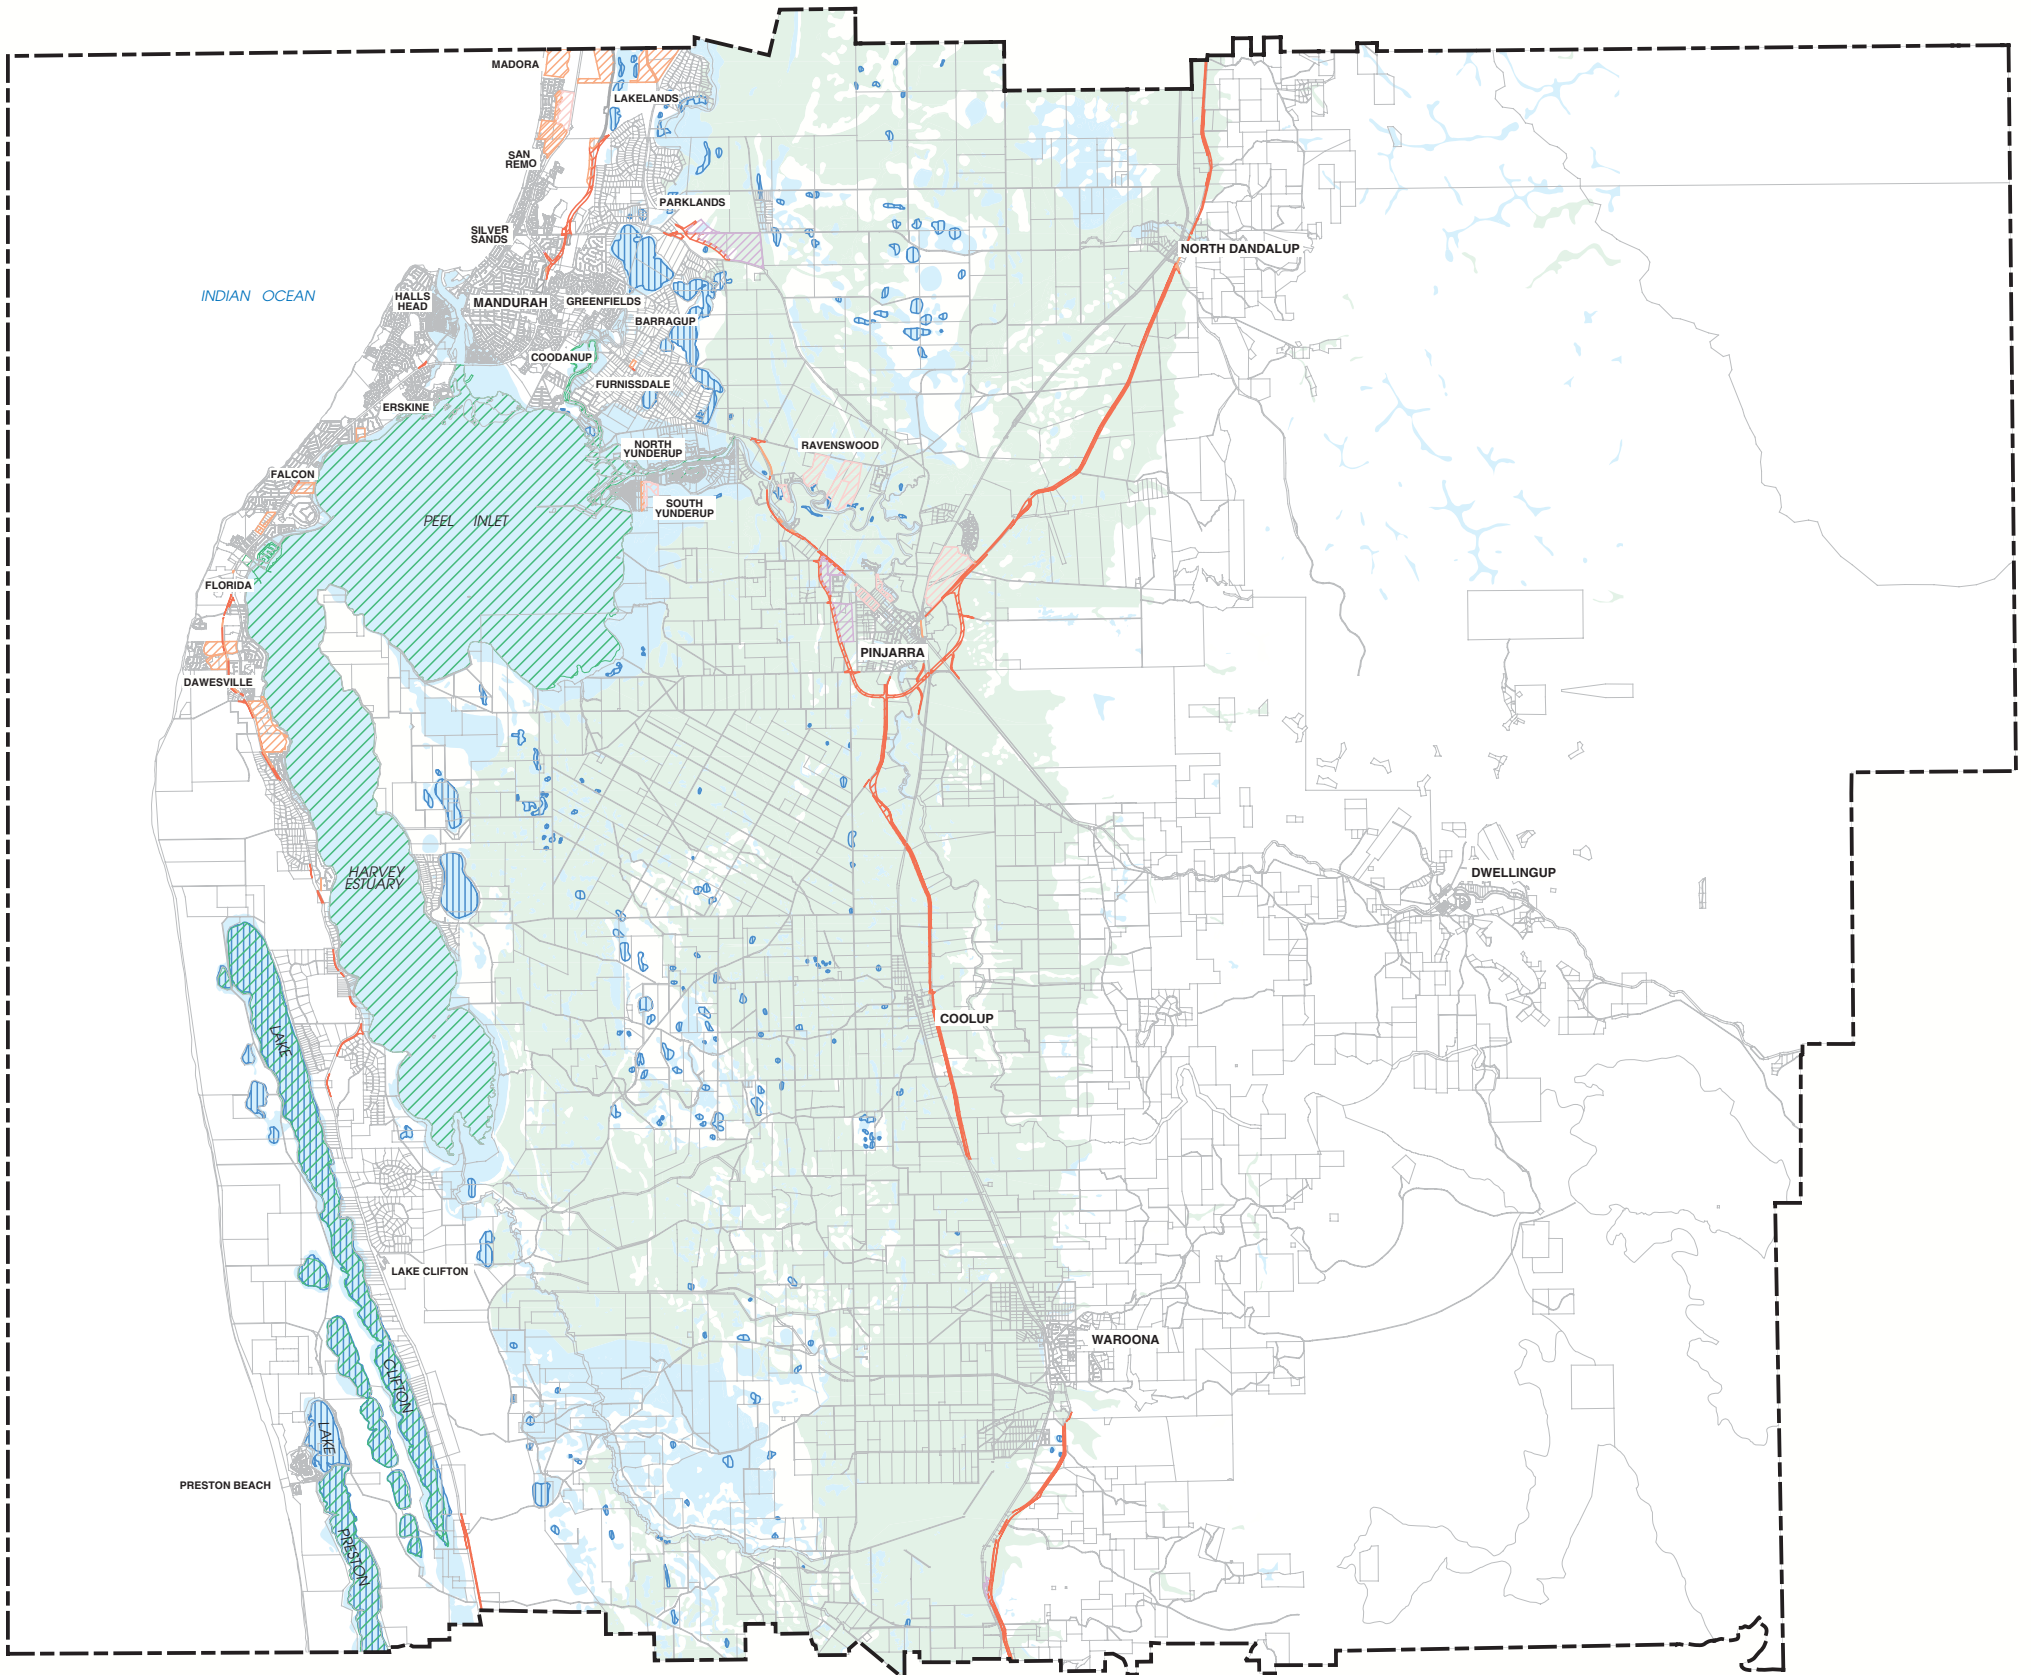 MADORA
LAKELANDS
SAN
REMO
PARKLANDS
SILVER
SANDS
NORTH DANDALUP
INDIAN OCEAN
HALLS
HEAD
MANDURAH
GREENFIELDS
BARRAGUP
COODANUP
FURNISSDALE
ERSKINE
NORTH
YUNDERUP
RAVENSWOOD
FALCON
SOUTH
YUNDERUP
PEEL INLET
FLORIDA
PINJARRA
DAWESVILLE
HARVEY
ESTUARY
DWELLINGUP
COOLUP
LAKE
CLIFTON
LAKE CLIFTON
WAROONA
LAKE
PRESTON
PRESTON BEACH